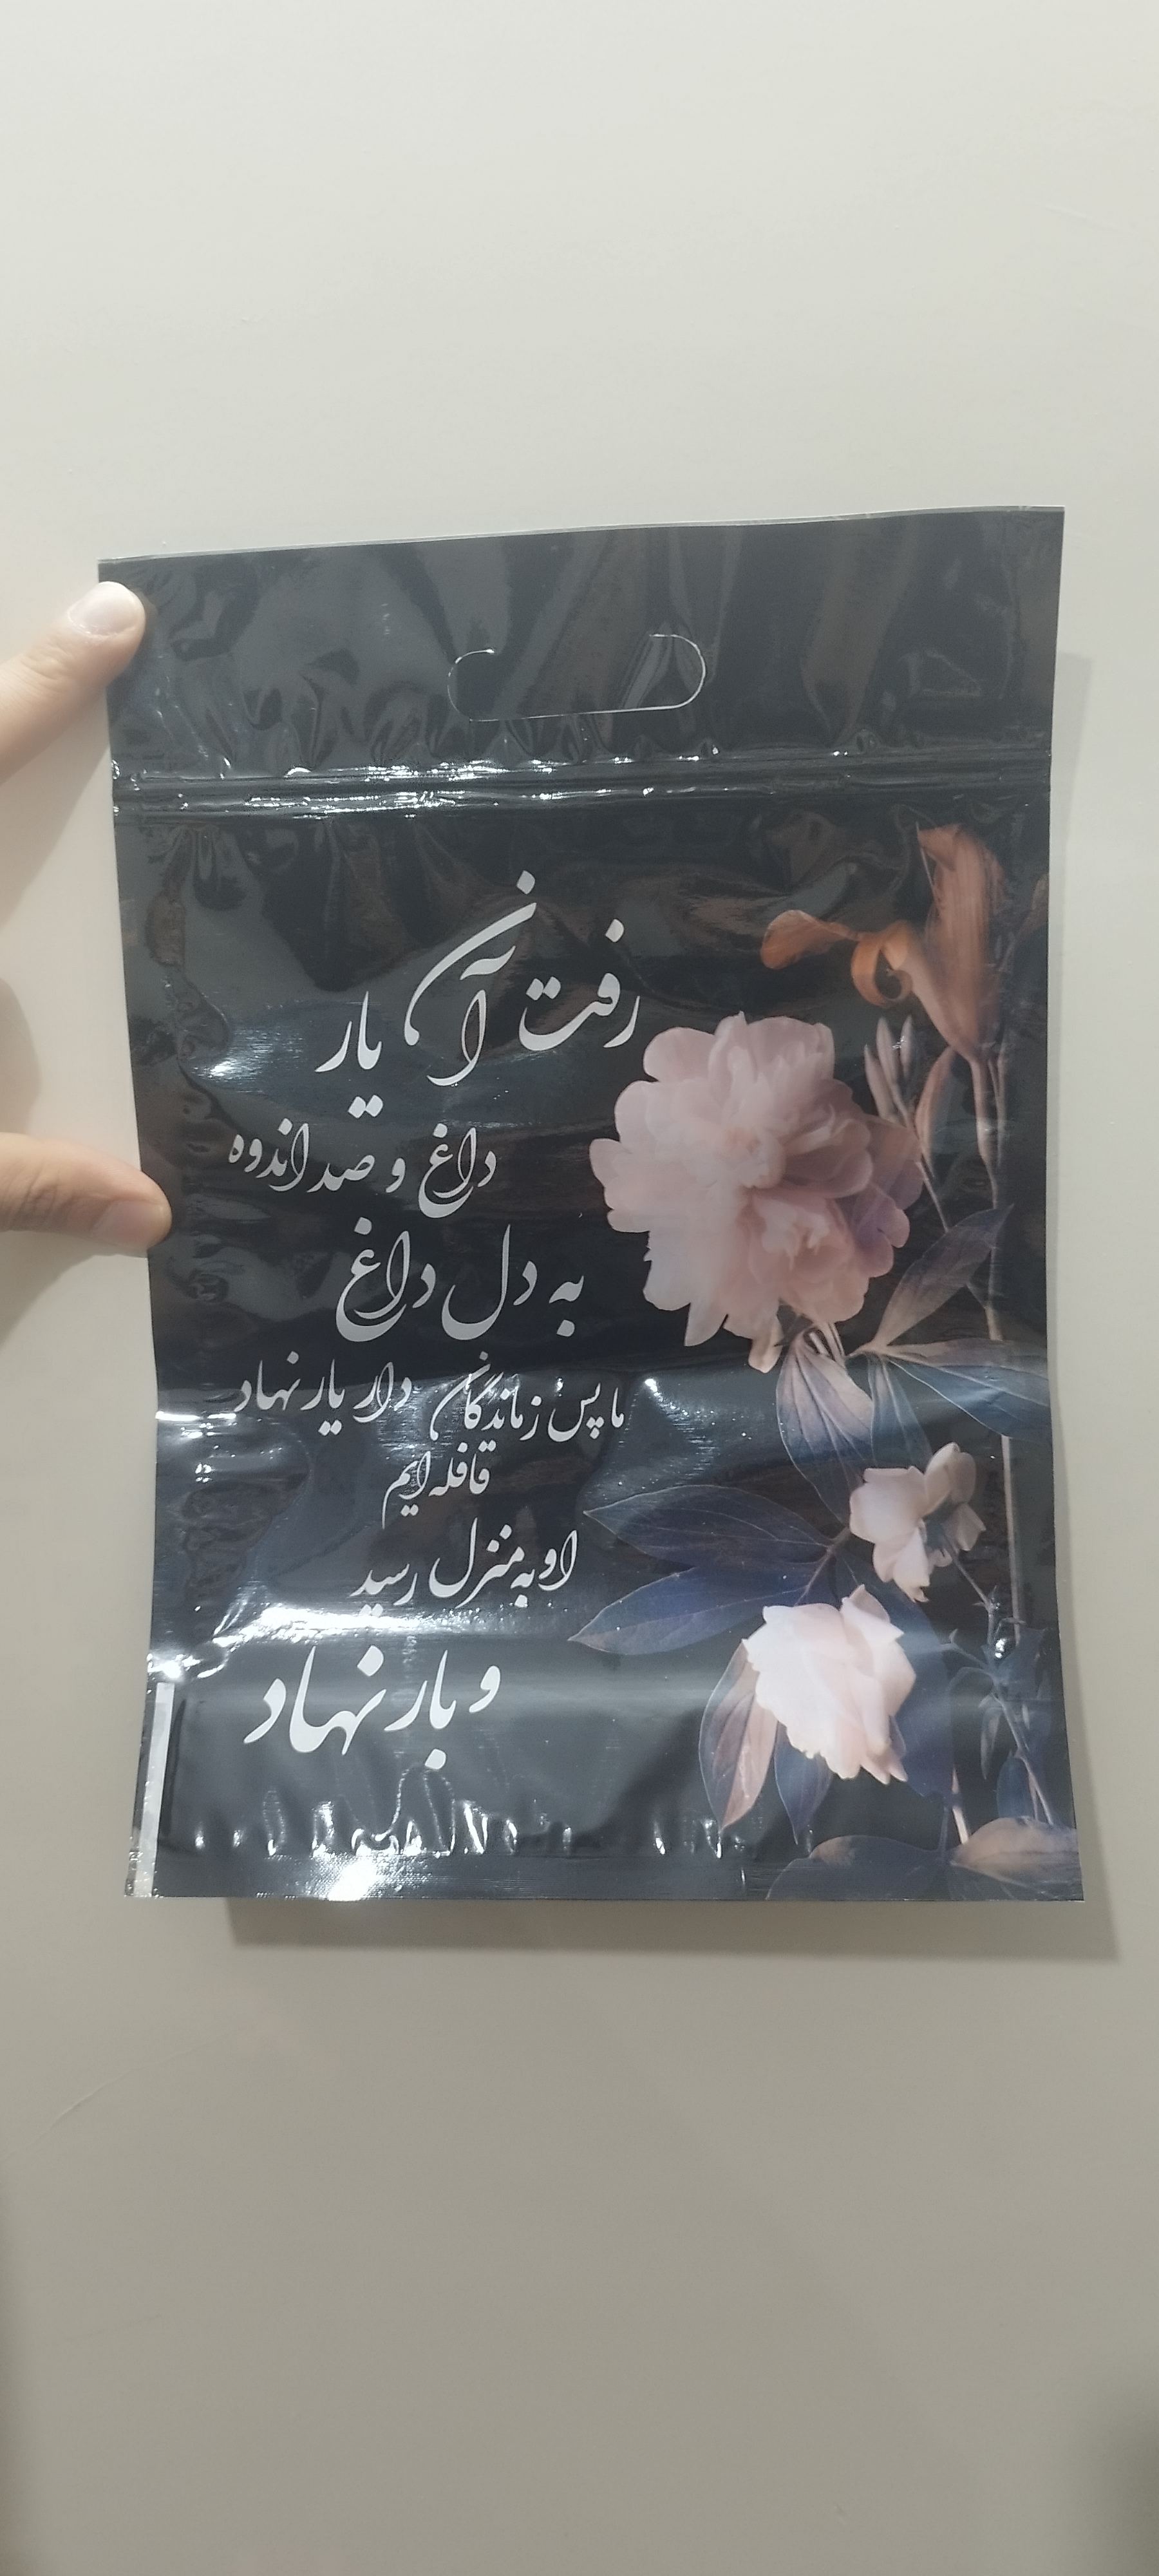 رفت آن یار
داغ و صد اندوه
به دل داغ
ما پس زماندگان دار یار نهاد
قافله ایم
او به منزل رسید
و بار نهاد